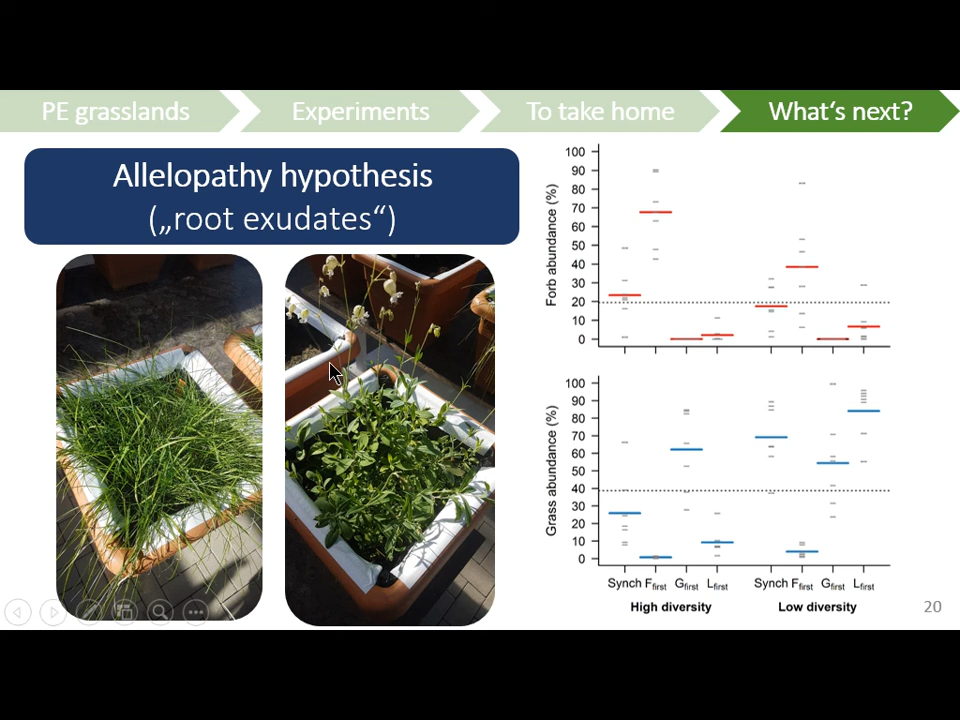 PE grasslands
Experiments
To take home
What's next?
Allelopathy hypothesis
(„root exudates“)
Forb abundance (%)
100
90
80
70
60
50
40
30
20
10
0
Grass abundance (%)
100
90
80
70
60
50
40
30
20
10
0
Synch Ffirst Gfirst Lfirst Synch Ffirst Gfirst Lfirst
High diversity Low diversity
20